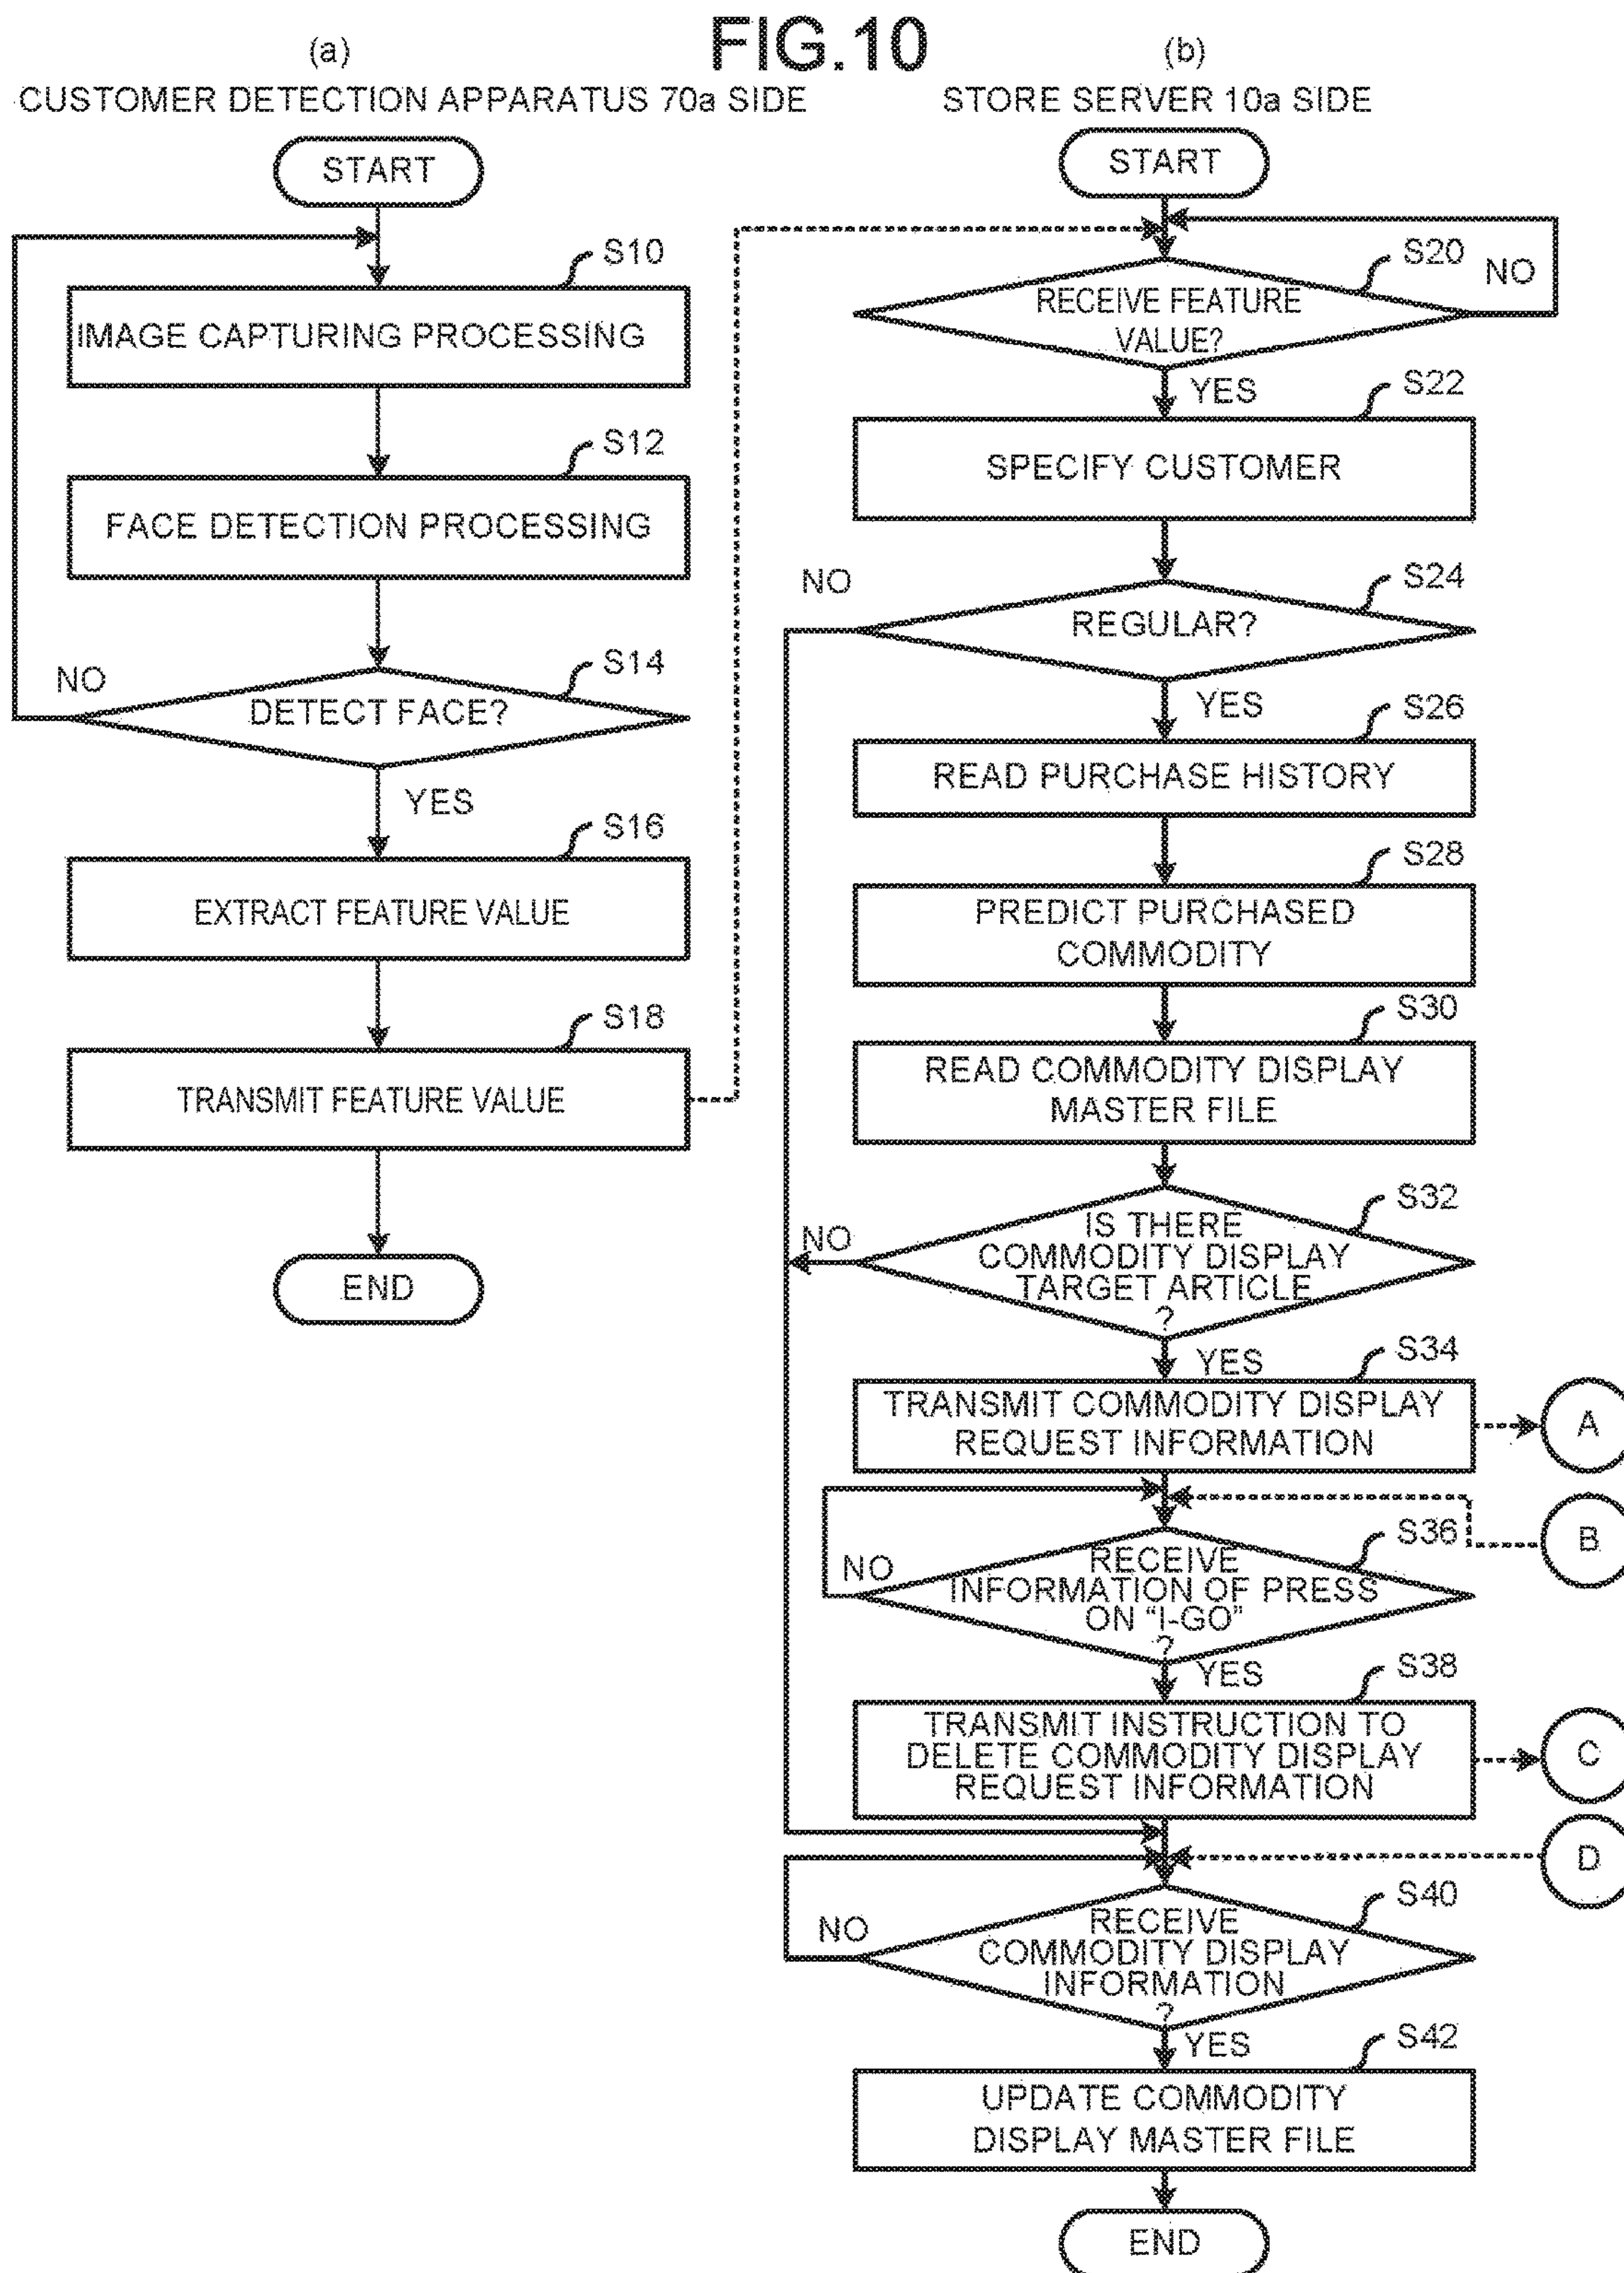 FIG.10
(a)
CUSTOMER DETECTION APPARATUS 70a SIDE
START
S10
IMAGE CAPTURING PROCESSING
S12
FACE DETECTION PROCESSING
S14
NO
DETECT FACE?
YES
S16
EXTRACT FEATURE VALUE
S18
TRANSMIT FEATURE VALUE
END
(b)
STORE SERVER 10a SIDE
START
S20
NO
RECEIVE FEATURE
VALUE?
YES
S22
SPECIFY CUSTOMER
S24
NO
REGULAR?
YES
S26
READ PURCHASE HISTORY
S28
PREDICT PURCHASED
COMMODITY
S30
READ COMMODITY DISPLAY
MASTER FILE
S32
NO
IS THERE
COMMODITY DISPLAY
TARGET ARTICLE
?
YES
S34
TRANSMIT COMMODITY DISPLAY
REQUEST INFORMATION
A
B
S36
NO
RECEIVE
INFORMATION OF PRESS
ON “I-GO”
?
YES
S38
TRANSMIT INSTRUCTION TO
DELETE COMMODITY DISPLAY
REQUEST INFORMATION
C
D
S40
NO
RECEIVE
COMMODITY DISPLAY
INFORMATION
?
YES
S42
UPDATE COMMODITY
DISPLAY MASTER FILE
END